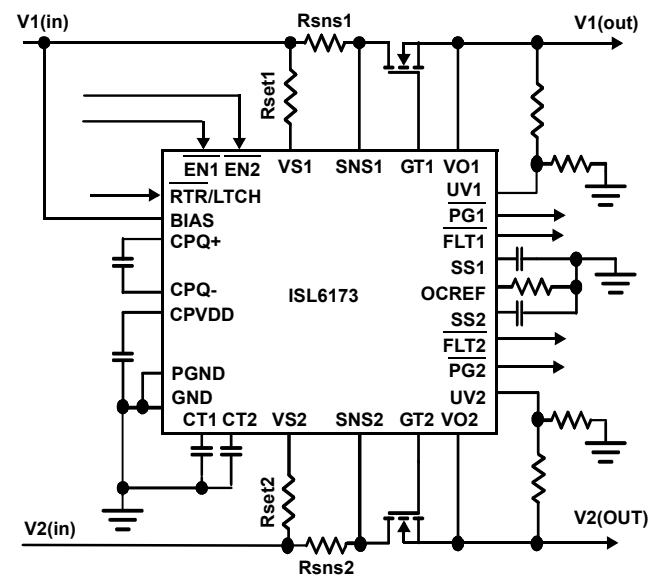 V1(in)
Rsns1
V1(out)
Rset1
EN1 EN2 VS1 SNS1 GT1 VO1
RTR/LTCH
UV1
BIAS
PG1
CPQ+
FLT1
SS1
CPQ-
ISL6173
OCREF
CPVDD
SS2
FLT2
PGND
PG2
GND
UV2
CT1 CT2 VS2 SNS2 GT2 VO2
Rset2
V2(in)
V2(OUT)
Rsns2